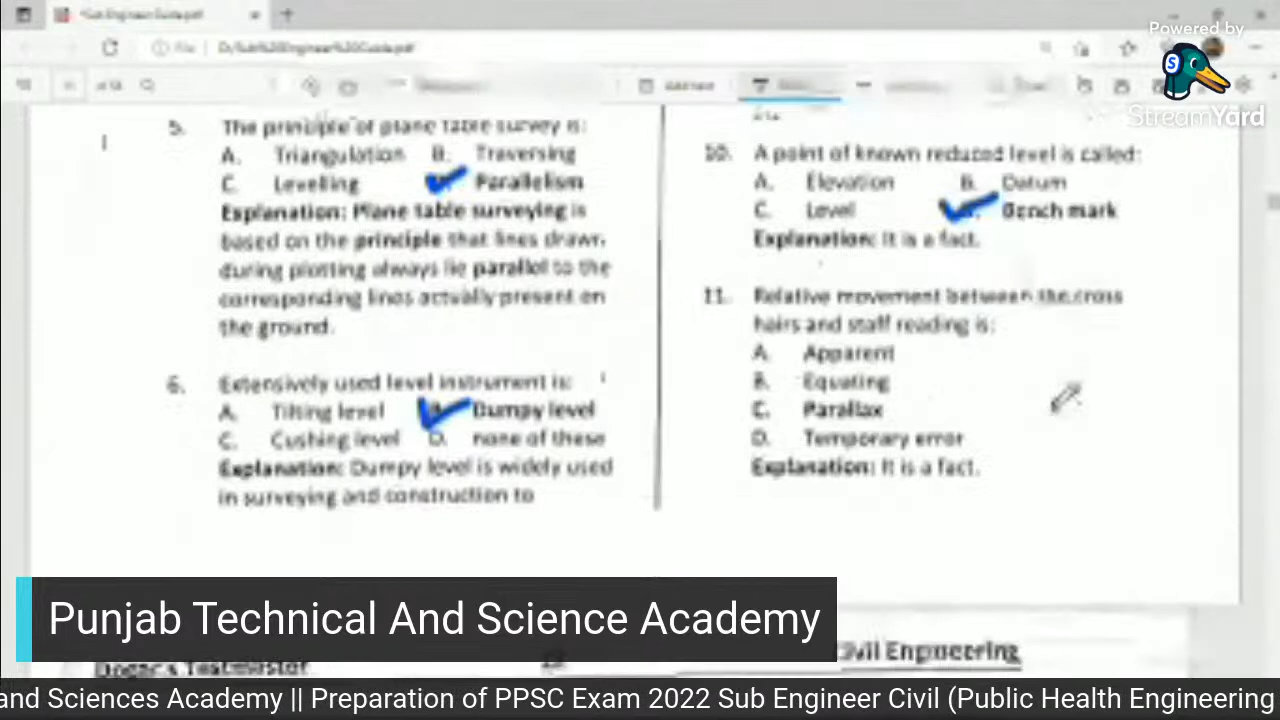 Powered by
StreamYard
5. The principle of plane table survey is:
A. Triangulation B. Traversing
C. Levelling Parallelism
Explanation: Plane table surveying is
based on the principle that lines drawn
during plotting always lie parallel to the
corresponding lines actually present on
the ground.
6. Extensively used level instrument is:
A. Tilting level Dumpy level
C. Cushing level D. none of these
Explanation: Dumpy level is widely used
in surveying and construction to
10. A point of known reduced level is called:
A. Elevation B. Datum
C. Level Bench mark
Explanation: It is a fact.
11. Relative movement between the cross
hairs and staff reading is:
A. Apparent
B. Equating
C. Parallax
D. Temporary error
Explanation: It is a fact.
Punjab Technical And Science Academy
Civil Engineering
and Sciences Academy || Preparation of PPSC Exam 2022 Sub Engineer Civil (Public Health Engineering